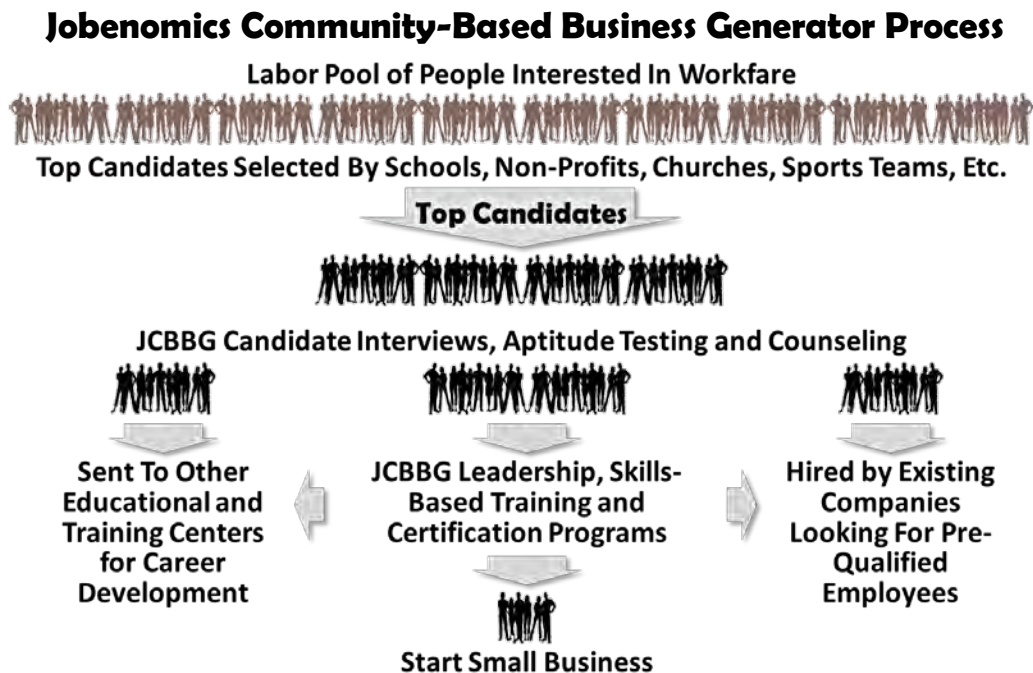 Jobenomics Community-Based Business Generator Process
Labor Pool of People Interested In Workfare
Top Candidates Selected By Schools, Non-Profits, Churches, Sports Teams, Etc.
Top Candidates
JCBBG Candidate Interviews, Aptitude Testing and Counseling
Sent To Other
Educational and
Training Centers
for Career
Development
JCBBG Leadership, Skills-
Based Training and
Certification Programs
Hired by Existing
Companies
Looking For Pre-
Qualified
Employees
Start Small Business